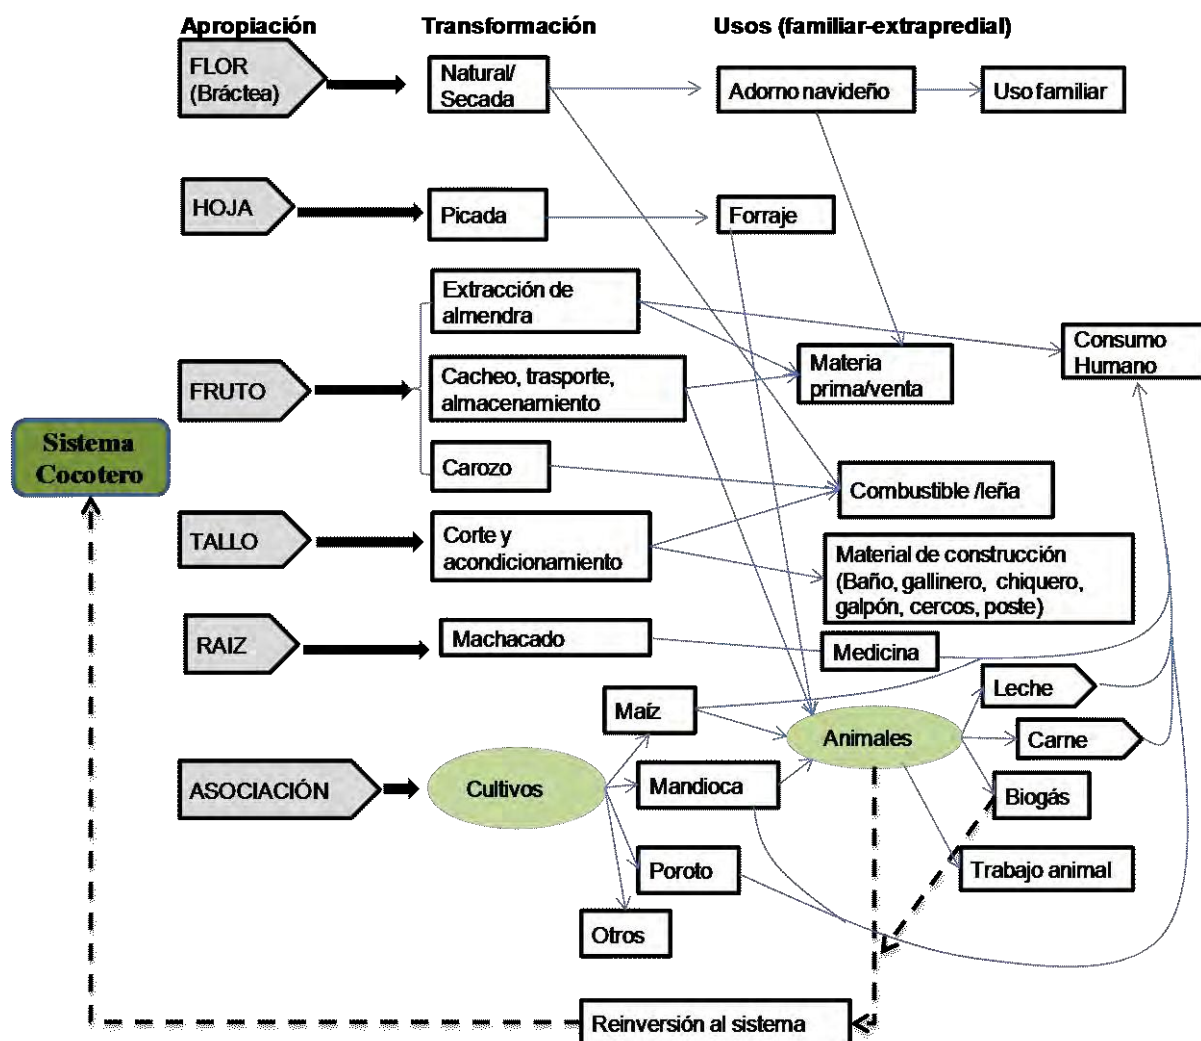 Apropiación
Transformación
Usos (familiar-extrapredial)
FLOR
(Bráctea)
Natural/
Secada
Adorno navideño
Uso familiar
HOJA
Picada
Forraje
Extracción de
almendra
Consumo
Humano
FRUTO
Cacheo, trasporte,
almacenamiento
Materia
prima/venta
Sistema
Cocotero
Carozo
Combustible /leña
TALLO
Corte y
acondicionamiento
Material de construcción
(Baño, gallinero, chiquero,
galpón, cercos, poste)
RAIZ
Machacado
Medicina
Leche
Maíz
Animales
Carne
ASOCIACIÓN
Cultivos
Mandioca
Biogás
Poroto
Trabajo animal
Otros
Reinversión al sistema